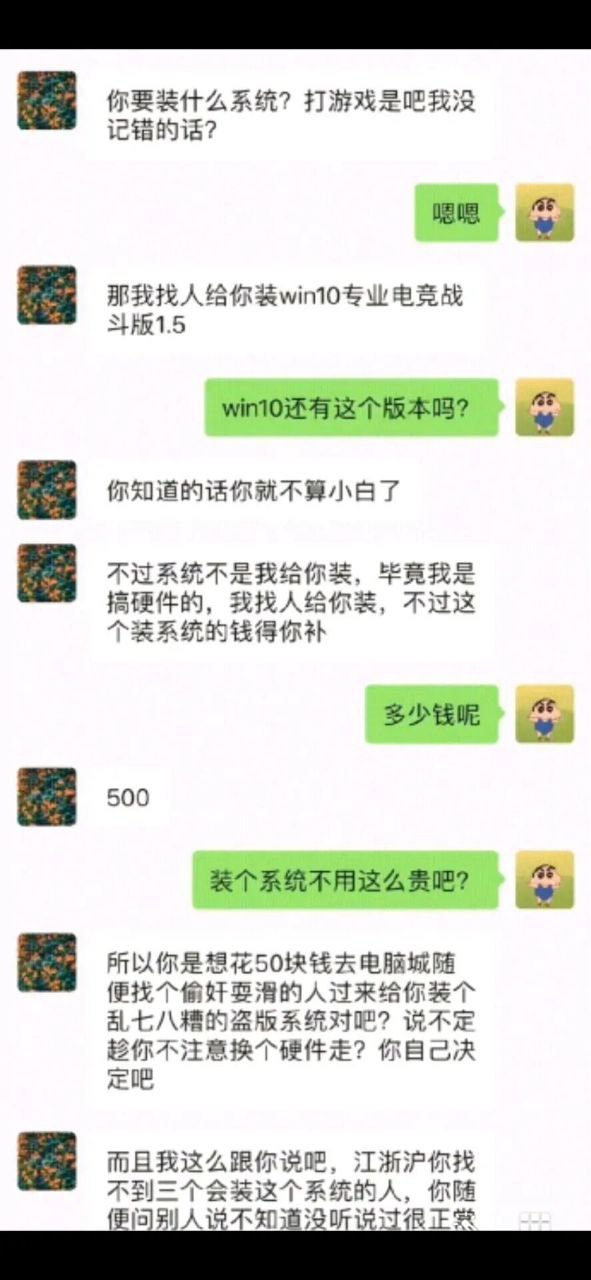 你要装什么系统？打游戏是吧我没
记错的话？
嗯嗯
那我找人给你装win10专业电竞战
斗版1.5
win10还有这个版本吗？
你知道的话你就不算小白了
不过系统不是我给你装，毕竟我是
搞硬件的，我找人给你装，不过这
个装系统的钱得你补
多少钱呢
500
装个系统不用这么贵吧？
所以你是想花50块钱去电脑城随
便找个偷奸耍滑的人过来给你装个
乱七八糟的盗版系统对吧？说不定
趁你不注意换个硬件走？你自己决
定吧
而且我这么跟你说吧，江浙沪你找
不到三个会装这个系统的人，你随
便问别人说不知道没听说过很正常